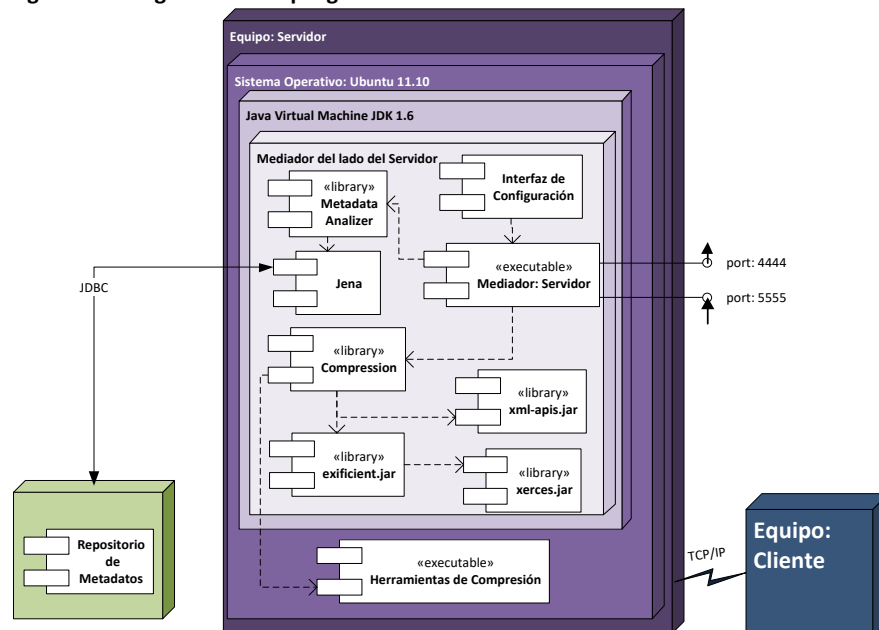 Equipo: Servidor
Sistema Operativo: Ubuntu 11.10
Java Virtual Machine JDK 1.6
Mediador del lado del Servidor
«library»
Metadata
Analizer
Interfaz de
Configuración
Jena
«executable»
Mediador: Servidor
port: 4444
port: 5555
JDBC
«library»
Compression
«library»
xml-apis.jar
«library»
exificient.jar
«library»
xerces.jar
Repositorio
de
Metadatos
«executable»
Herramientas de Compresión
TCP/IP
Equipo:
Cliente